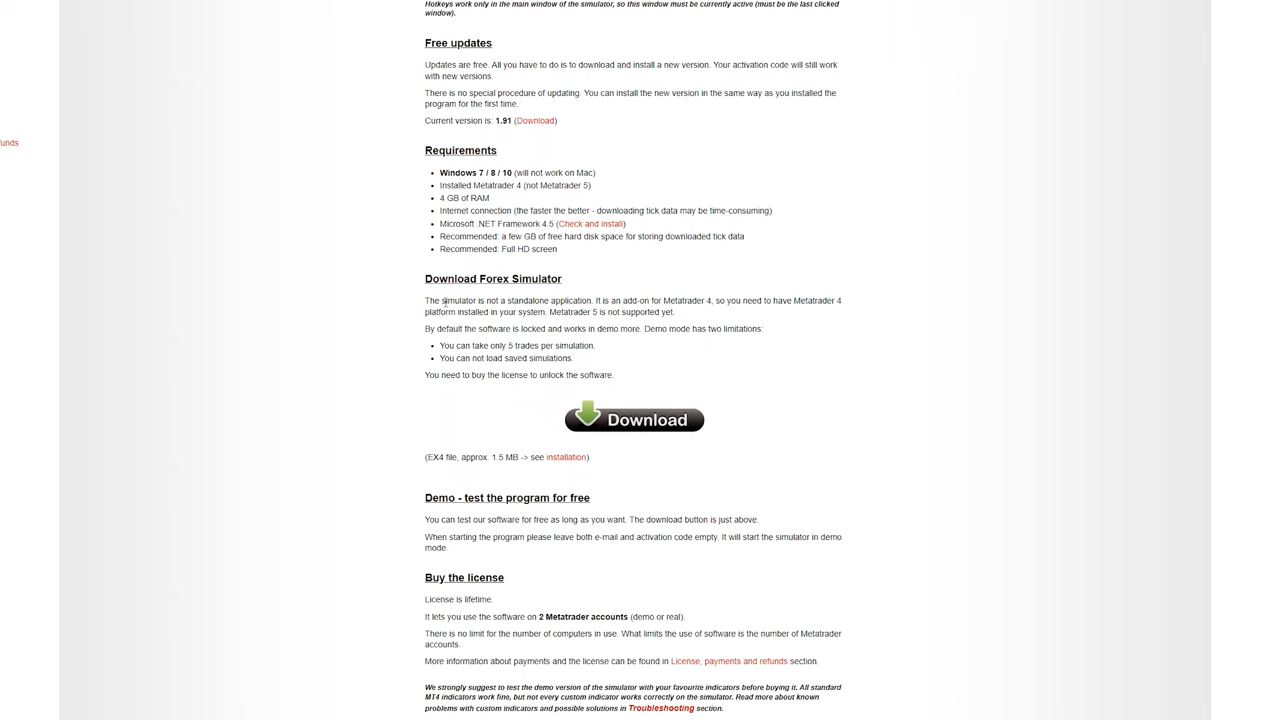 Hotkeys work only in the main window of the simulator, so this window must be currently active (must be the last clicked
window).
Free updates
Updates are free. All you have to do is to download and install a new version. Your activation code will still work
with new versions.
There is no special procedure of updating. You can install the new version in the same way as you installed the
program for the first time.
Current version is: 1.91 (Download)
funds
Requirements
Windows 7 / 8 / 10 (will not work on Mac)
Installed Metatrader 4 (not Metatrader 5)
4 GB of RAM
Internet connection (the faster the better - downloading tick data may be time-consuming)
Microsoft .NET Framework 4.5 (Check and install)
Recommended: a few GB of free hard disk space for storing downloaded tick data
Recommended: Full HD screen
Download Forex Simulator
The simulator is not a standalone application. It is an add-on for Metatrader 4, so you need to have Metatrader 4
platform installed in your system. Metatrader 5 is not supported yet.
By default the software is locked and works in demo more. Demo mode has two limitations:
You can take only 5 trades per simulation.
You can not load saved simulations.
You need to buy the license to unlock the software.
Download
(EX4 file, approx. 1.5 MB -> see installation)
Demo - test the program for free
You can test our software for free as long as you want. The download button is just above.
When starting the program please leave both e-mail and activation code empty. It will start the simulator in demo
mode.
Buy the license
License is lifetime.
It lets you use the software on 2 Metatrader accounts (demo or real).
There is no limit for the number of computers in use. What limits the use of software is the number of Metatrader
accounts.
More information about payments and the license can be found in License, payments and refunds section.
We strongly suggest to test the demo version of the simulator with your favourite indicators before buying it. All standard
MT4 indicators work fine, but not every custom indicator works correctly on the simulator. Read more about known
problems with custom indicators and possible solutions in Troubleshooting section.